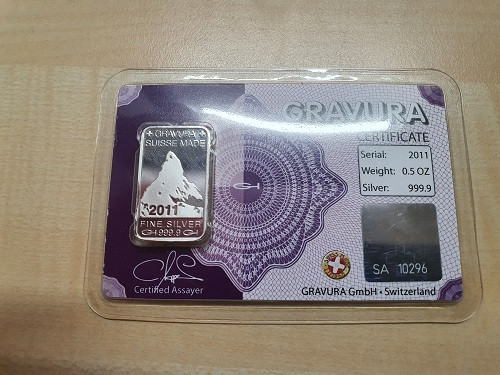 GRAVURA
CERTIFICATE
Serial: 2011
Weight: 0.5 OZ
Silver: 999.9
SA 10296
GRAVURA GmbH • Switzerland
+ GRAVURA +
SUISSE MADE
2011
FINE SILVER
999.9
Certified Assayer